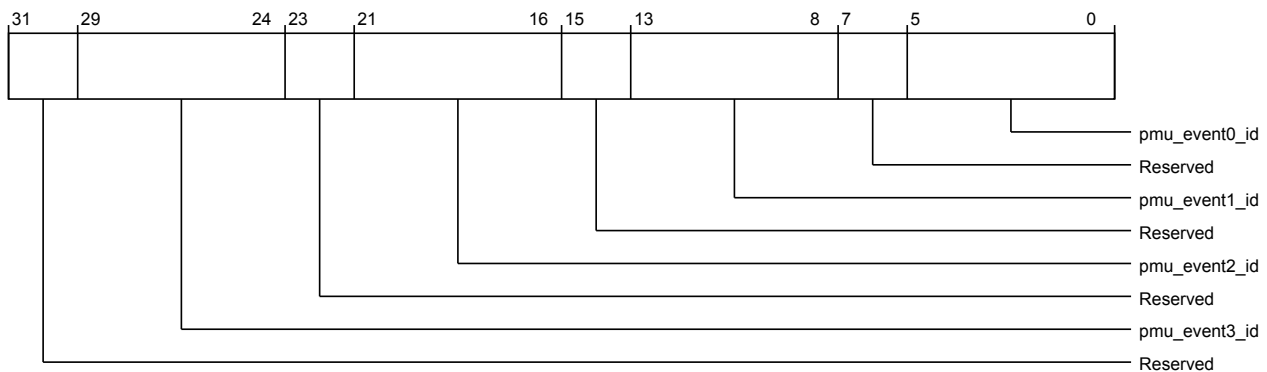 31 29 24 23 21 16 15 13 8 7 5 0
pmu_event0_id
Reserved
pmu_event1_id
Reserved
pmu_event2_id
Reserved
pmu_event3_id
Reserved